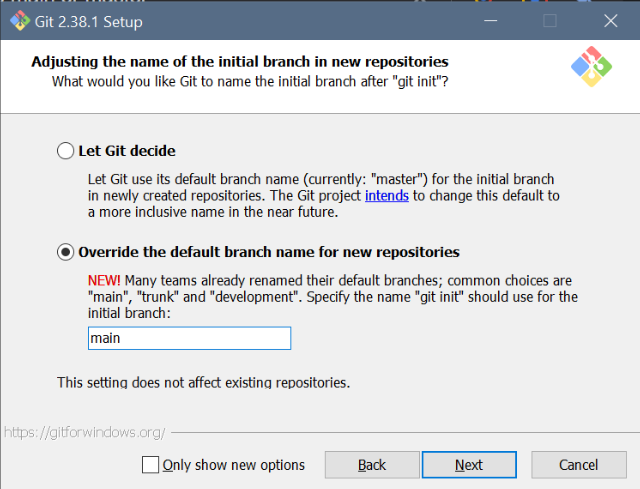 Git 2.38.1 Setup
Adjusting the name of the initial branch in new repositories
What would you like Git to name the initial branch after "git init"?
Let Git decide
Let Git use its default branch name (currently: "master") for the initial branch
in newly created repositories. The Git project intends to change this default to
a more inclusive name in the near future.
Override the default branch name for new repositories
NEW! Many teams already renamed their default branches; common choices are
"main", "trunk" and "development". Specify the name "git init" should use for the
initial branch:
main
This setting does not affect existing repositories.
https://gitforwindows.org/
Only show new options
Back
Next
Cancel